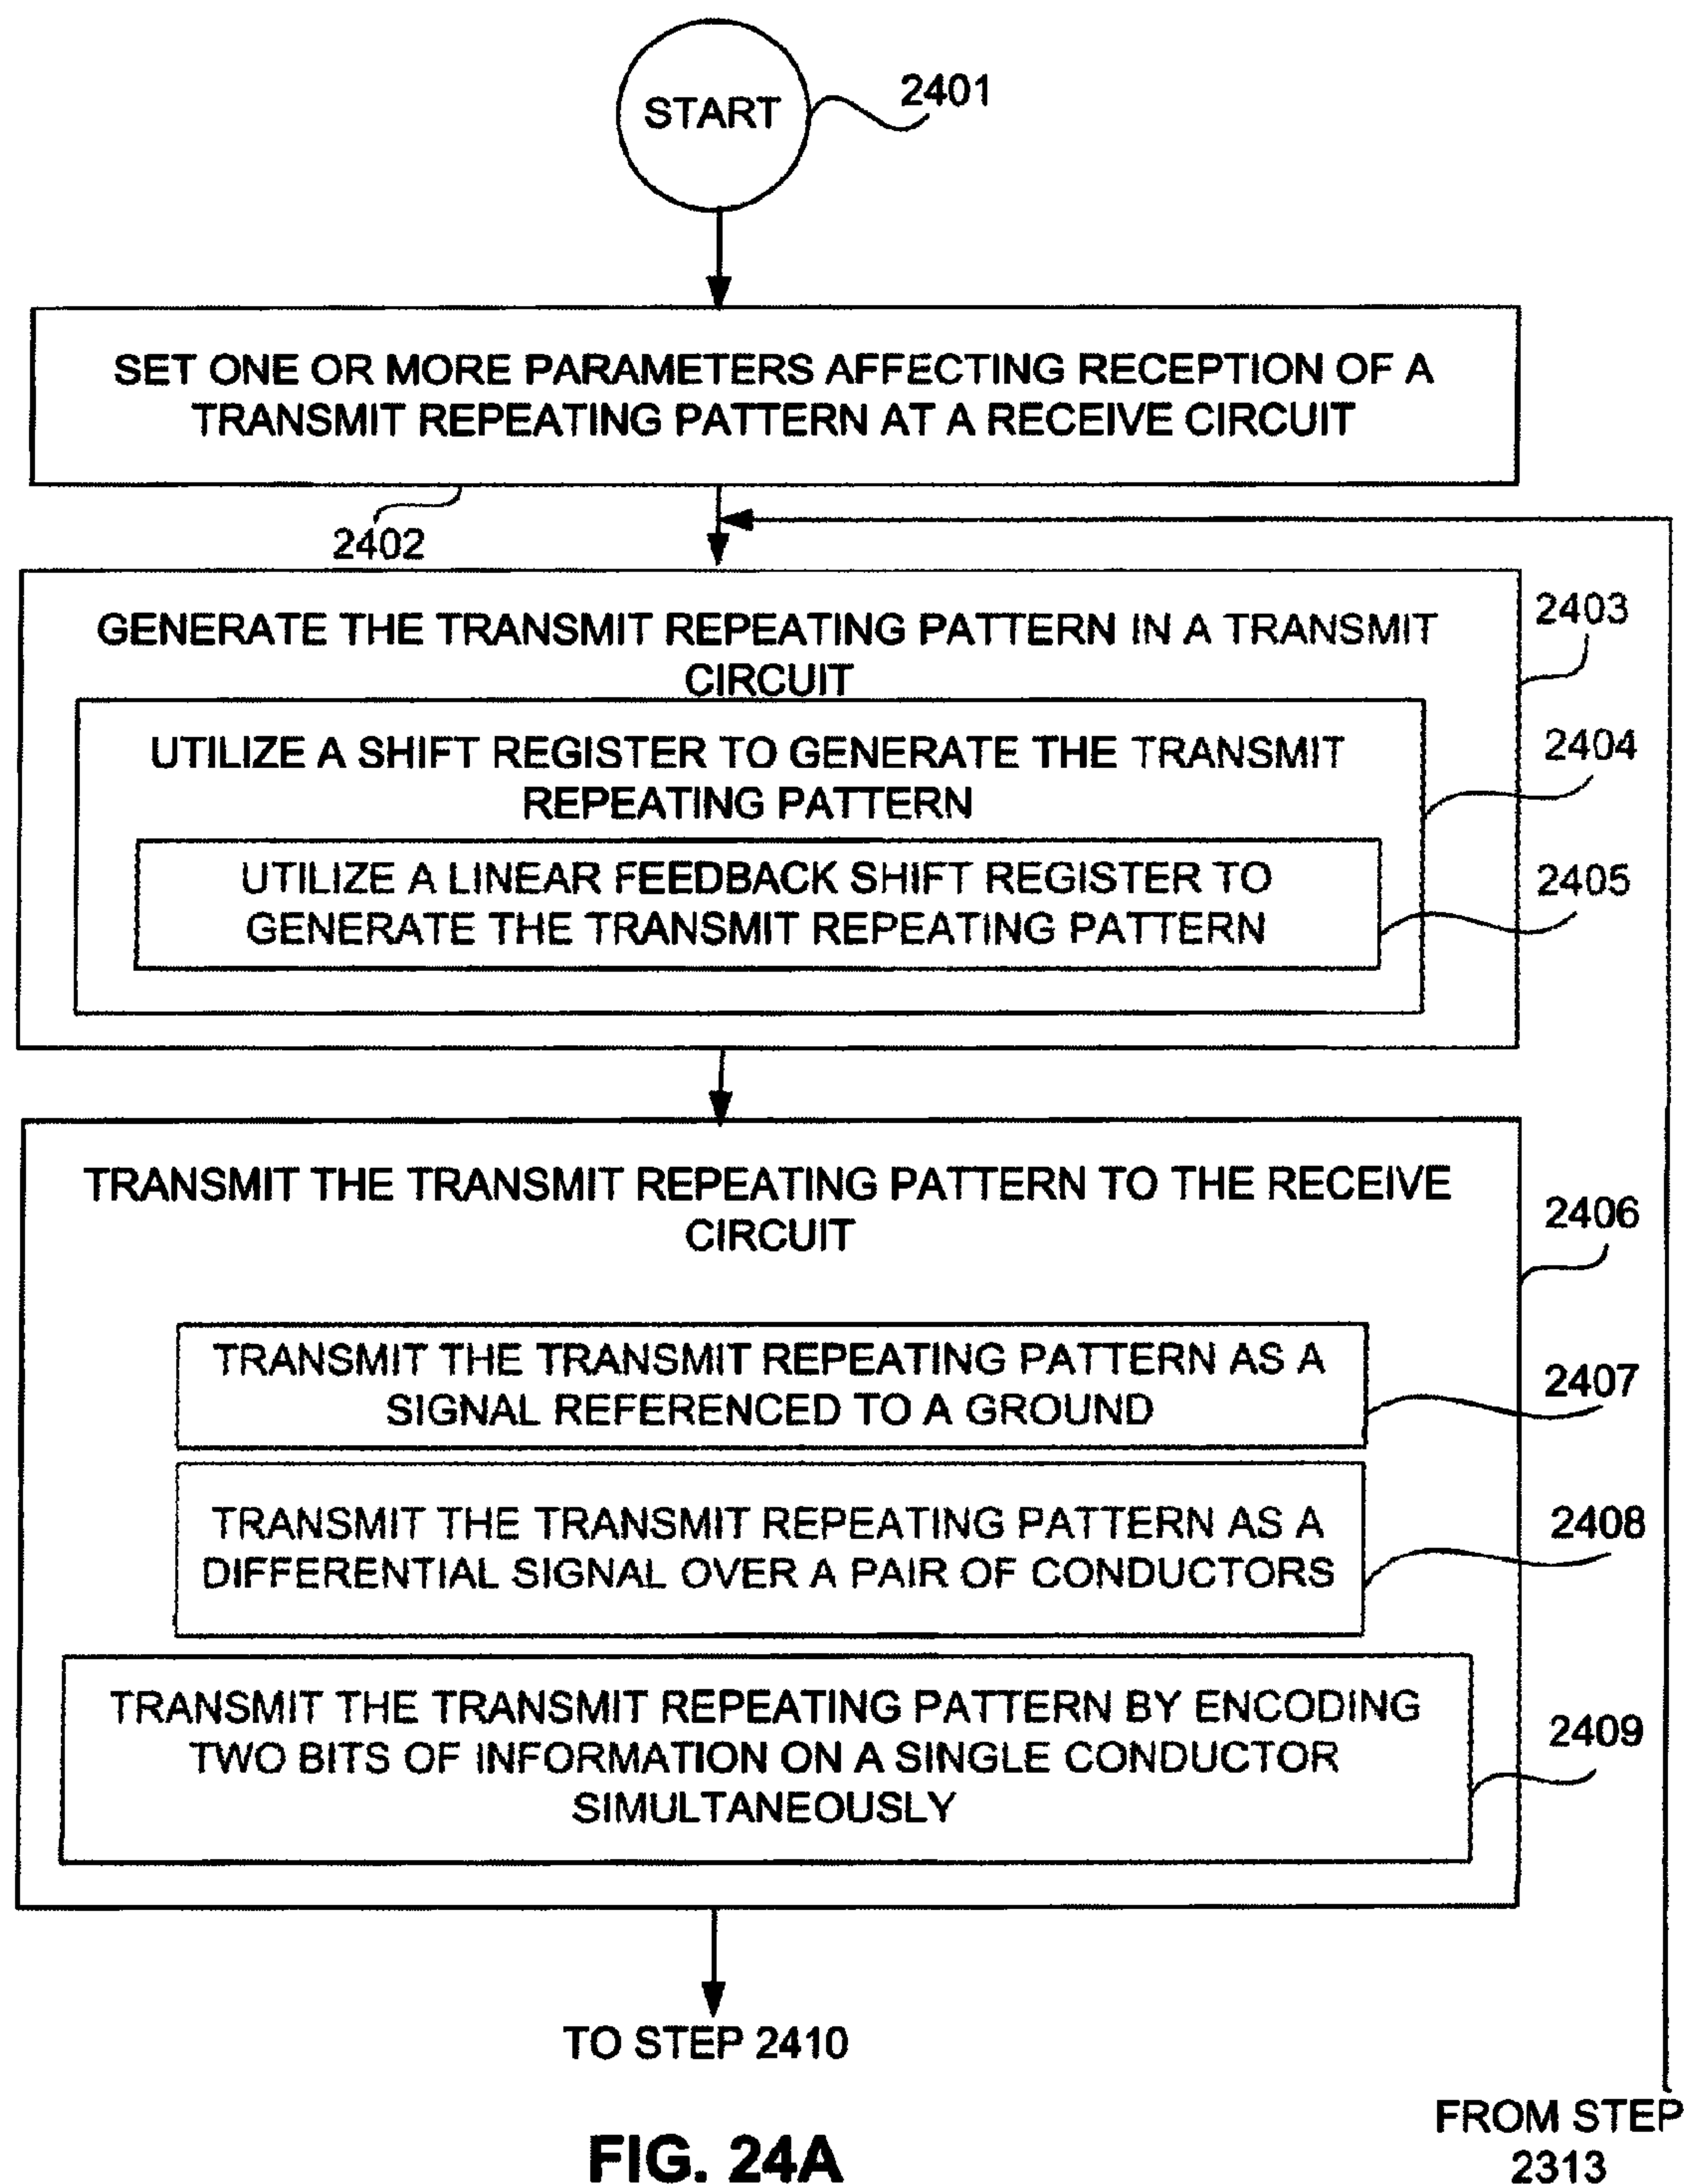 START
2401
SET ONE OR MORE PARAMETERS AFFECTING RECEPTION OF A
TRANSMIT REPEATING PATTERN AT A RECEIVE CIRCUIT
2402
GENERATE THE TRANSMIT REPEATING PATTERN IN A TRANSMIT
CIRCUIT
2403
UTILIZE A SHIFT REGISTER TO GENERATE THE TRANSMIT
REPEATING PATTERN
2404
UTILIZE A LINEAR FEEDBACK SHIFT REGISTER TO
GENERATE THE TRANSMIT REPEATING PATTERN
2405
TRANSMIT THE TRANSMIT REPEATING PATTERN TO THE RECEIVE
CIRCUIT
2406
TRANSMIT THE TRANSMIT REPEATING PATTERN AS A
SIGNAL REFERENCED TO A GROUND
2407
TRANSMIT THE TRANSMIT REPEATING PATTERN AS A
DIFFERENTIAL SIGNAL OVER A PAIR OF CONDUCTORS
2408
TRANSMIT THE TRANSMIT REPEATING PATTERN BY ENCODING
TWO BITS OF INFORMATION ON A SINGLE CONDUCTOR
SIMULTANEOUSLY
2409
TO STEP 2410
FROM STEP
2313
FIG. 24A